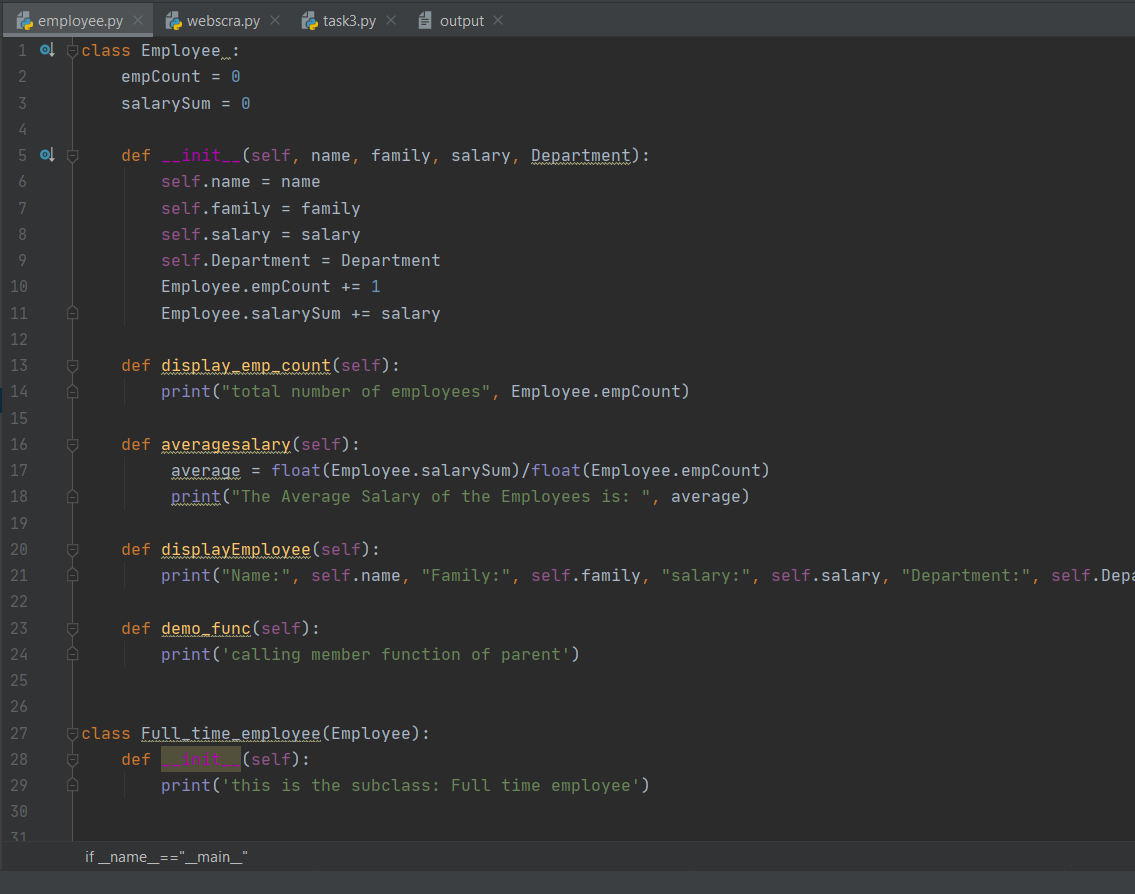 employee.py webscra.py task3.py output
1 class Employee :
2 empCount = 0
3 salarySum = 0
4
5 def __init__(self, name, family, salary, Department):
6 self.name = name
7 self.family = family
8 self.salary = salary
9 self.Department = Department
10 Employee.empCount += 1
11 Employee.salarySum += salary
12
13 def display_emp_count(self):
14 print("total number of employees", Employee.empCount)
15
16 def averagesalary(self):
17 average = float(Employee.salarySum)/float(Employee.empCount)
18 print("The Average Salary of the Employees is: ", average)
19
20 def displayEmployee(self):
21 print("Name:", self.name, "Family:", self.family, "salary:", self.salary, "Department:", self.Depa
22
23 def demo_func(self):
24 print('calling member function of parent')
25
26
27 class Full_time_employee(Employee):
28 def __init__(self):
29 print('this is the subclass: Full time employee')
30
31
if __name__=="__main__"